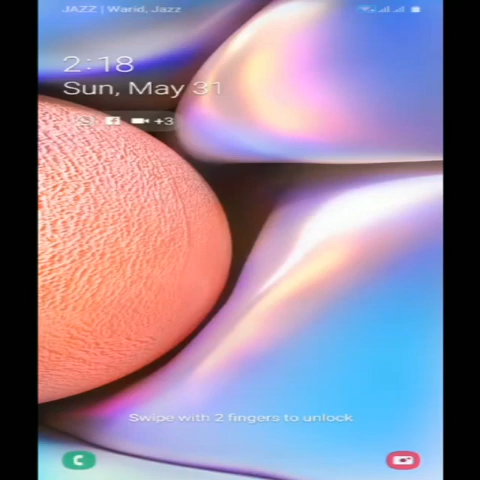 JAZZ | Warid, Jazz
2:18
Sun, May 31
+3
Swipe with 2 fingers to unlock